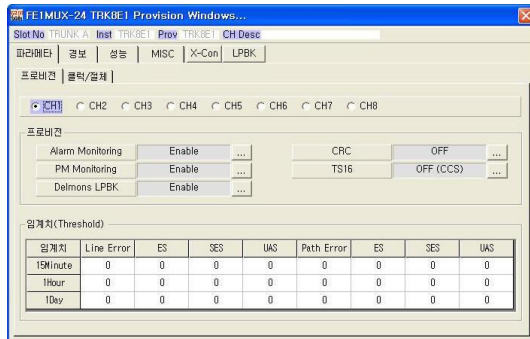 FE1MUX-24 TRK8E1 Provision Windows...
Slot No TRUNK A Inst TRK8E1 Prov TRK8E1 CH Desc
파라메타 경보 성능 MISC X-Con LPBK
프로비젼 클럭/절체
CH1 CH2 CH3 CH4 CH5 CH6 CH7 CH8
프로비젼
Alarm Monitoring Enable ... CRC OFF ...
PM Monitoring Enable ... TS16 OFF (CCS) ...
Delmons LPBK Enable ...
임계치(Threshold)
임계치 Line Error ES SES UAS Path Error ES SES UAS
15Minute 0 0 0 0 0 0 0 0
1Hour 0 0 0 0 0 0 0 0
1Day 0 0 0 0 0 0 0 0